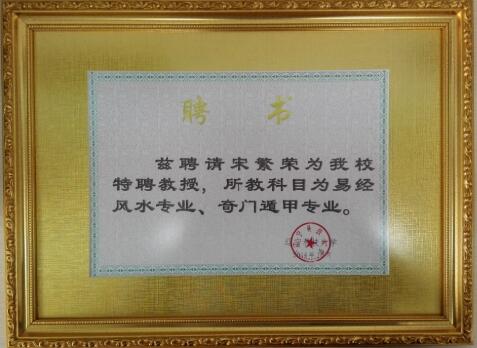 聘 书
兹聘请宋繁荣为我校
特聘教授，所教科目为易经
风水专业、奇门遁甲专业。